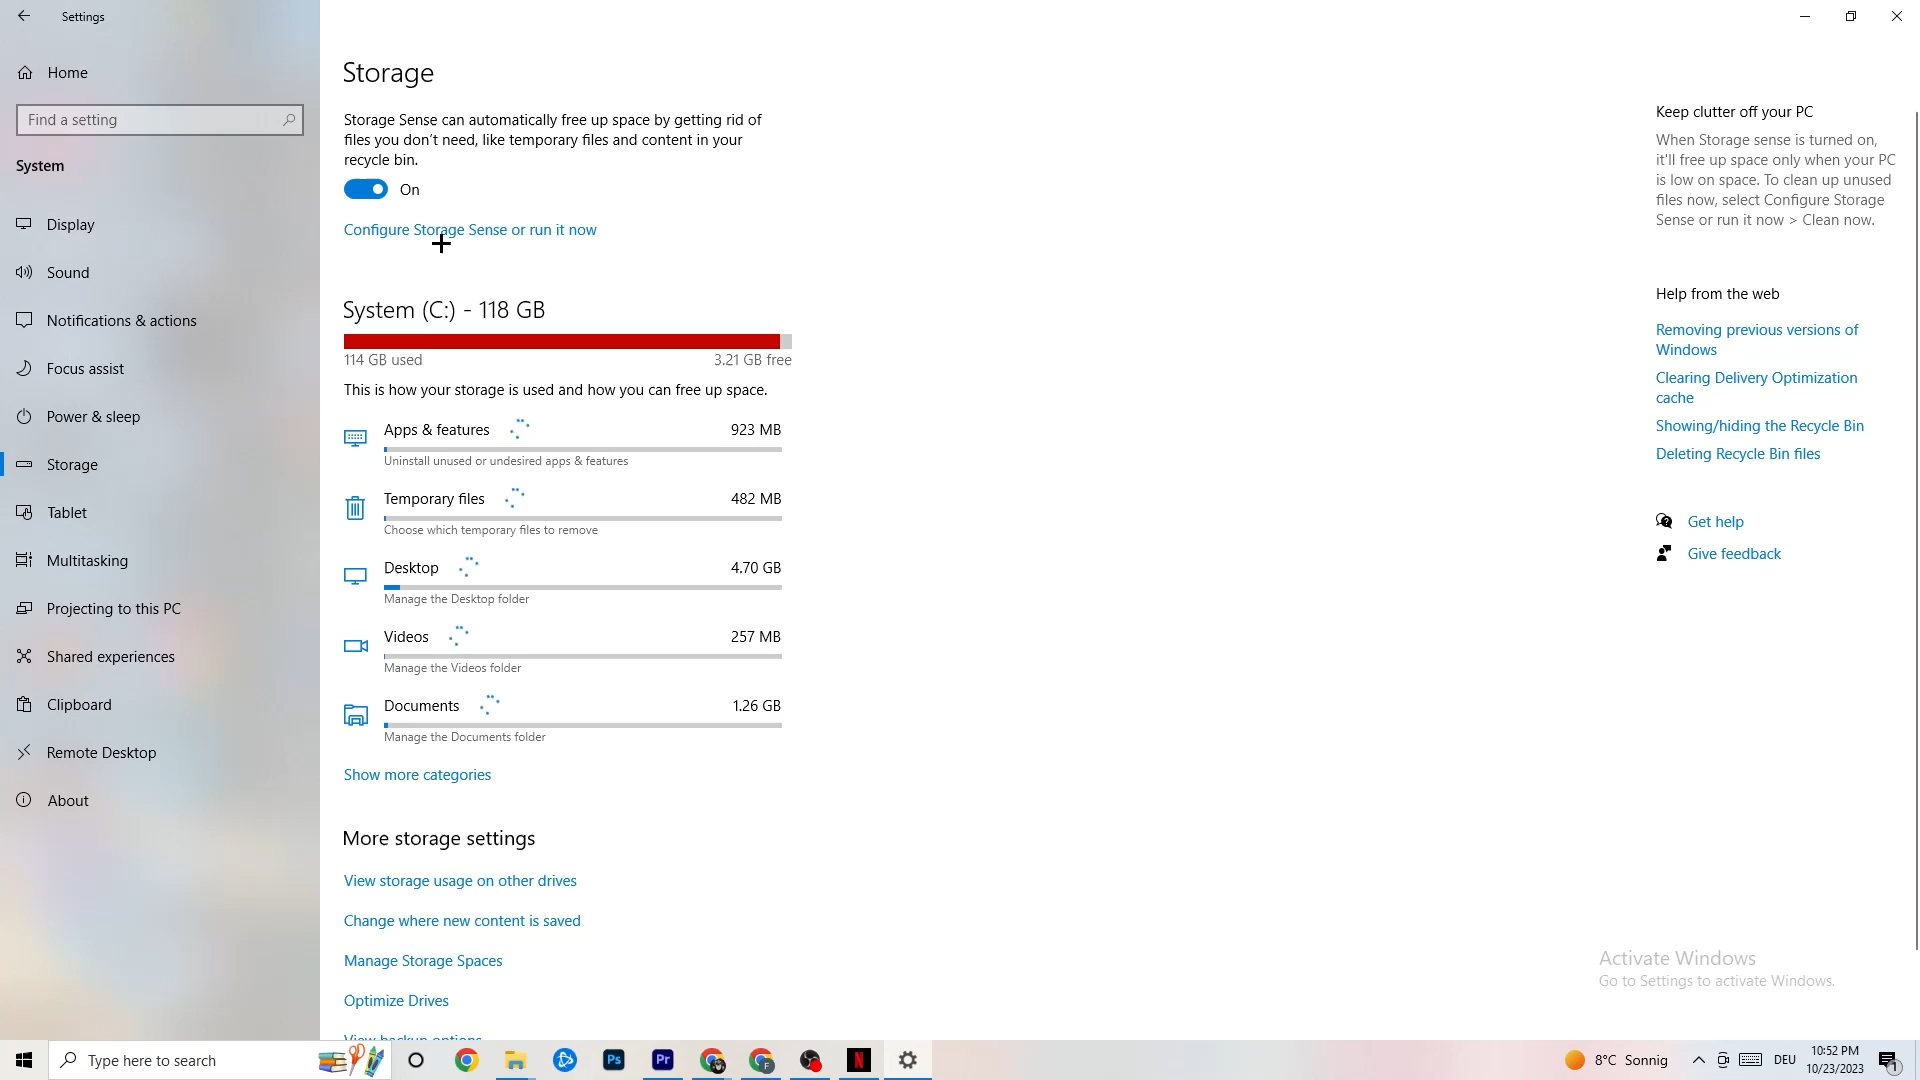 Settings
Home
Find a setting
System
Display
Sound
Notifications & actions
Focus assist
Power & sleep
Storage
Tablet
Multitasking
Projecting to this PC
Shared experiences
Clipboard
Remote Desktop
About
Storage
Storage Sense can automatically free up space by getting rid of
files you don't need, like temporary files and content in your
recycle bin.
On
Configure Storage Sense or run it now
System (C:) - 118 GB
114 GB used 3.21 GB free
This is how your storage is used and how you can free up space.
Apps & features 923 MB
Uninstall unused or undesired apps & features
Temporary files 482 MB
Choose which temporary files to remove
Desktop 4.70 GB
Manage the Desktop folder
Videos 257 MB
Manage the Videos folder
Documents 1.26 GB
Manage the Documents folder
Show more categories
More storage settings
View storage usage on other drives
Change where new content is saved
Manage Storage Spaces
Optimize Drives
View backup options
Keep clutter off your PC
When Storage sense is turned on,
it'll free up space only when your PC
is low on space. To clean up unused
files now, select Configure Storage
Sense or run it now > Clean now.
Help from the web
Removing previous versions of
Windows
Clearing Delivery Optimization
cache
Showing/hiding the Recycle Bin
Deleting Recycle Bin files
Get help
Give feedback
Activate Windows
Go to Settings to activate Windows.
Type here to search
Ps
Pr
F
N
8°C Sonnig
DEU
10:52 PM
10/23/2023
1